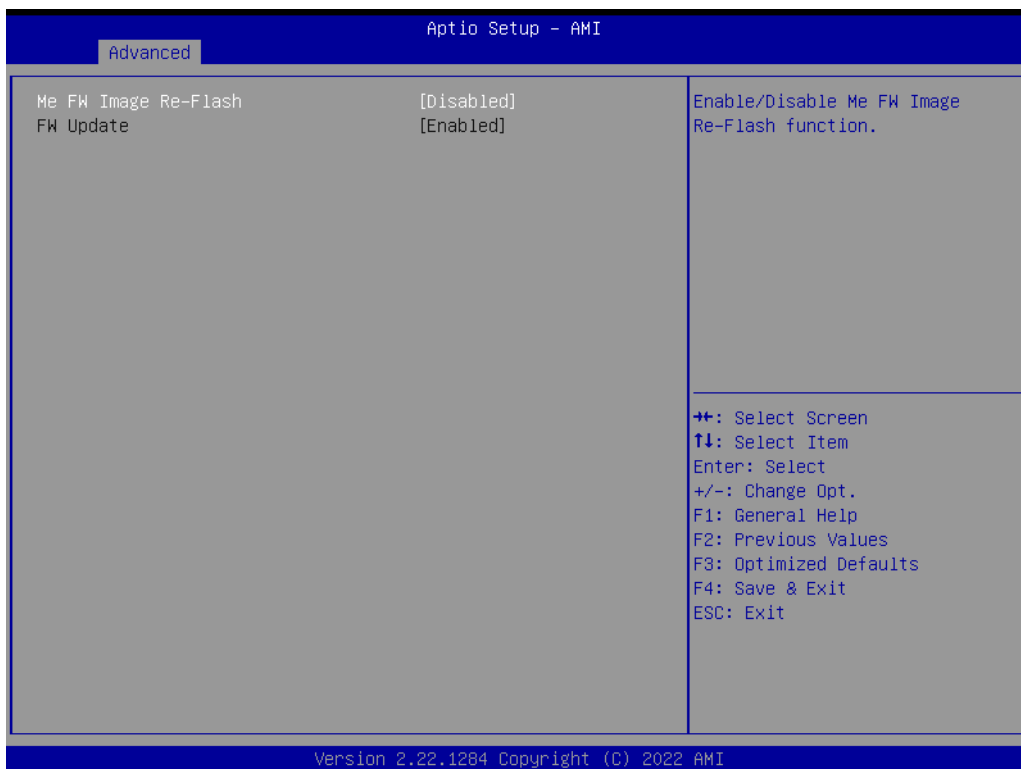 Aptio Setup – AMI
Advanced
Me FW Image Re-Flash [Disabled]
FW Update [Enabled]
Enable/Disable Me FW Image
Re-Flash function.
→←: Select Screen
↑↓: Select Item
Enter: Select
+/-: Change Opt.
F1: General Help
F2: Previous Values
F3: Optimized Defaults
F4: Save & Exit
ESC: Exit
Version 2.22.1284 Copyright (C) 2022 AMI